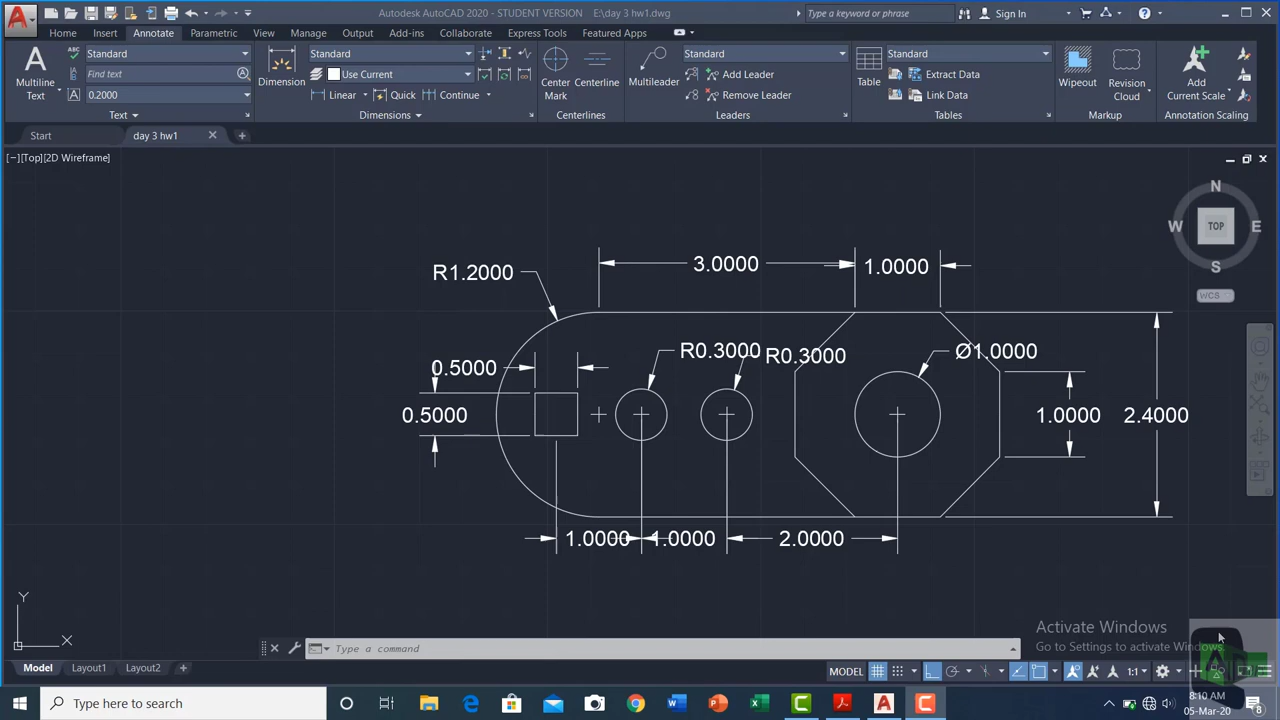 Autodesk AutoCAD 2020 - STUDENT VERSION E:\day 3 hw1.dwg
Type a keyword or phrase
Sign In
Home Insert Annotate Parametric View Manage Output Add-ins Collaborate Express Tools Featured Apps
Standard Standard Standard Standard
Find text Use Current Add Leader Extract Data
0.2000 Linear Quick Continue Remove Leader Link Data
Multiline Text
Dimension
Center Mark
Centerline
Multileader
Table
Wipeout
Revision Cloud
Add Current Scale
Text Dimensions Centerlines Leaders Tables Markup Annotation Scaling
Start day 3 hw1
[−][Top][2D Wireframe]
N
W TOP E
S
WCS
3.0000 1.0000
R1.2000
R0.3000 R0.3000 Ø1.0000
0.5000
0.5000 1.0000 2.4000
1.0000 1.0000 2.0000
Y
X
Activate Windows
Go to Settings to activate Windows.
Type a command
Model Layout1 Layout2
MODEL 1:1
Type here to search
8:10 AM
05-Mar-20
8